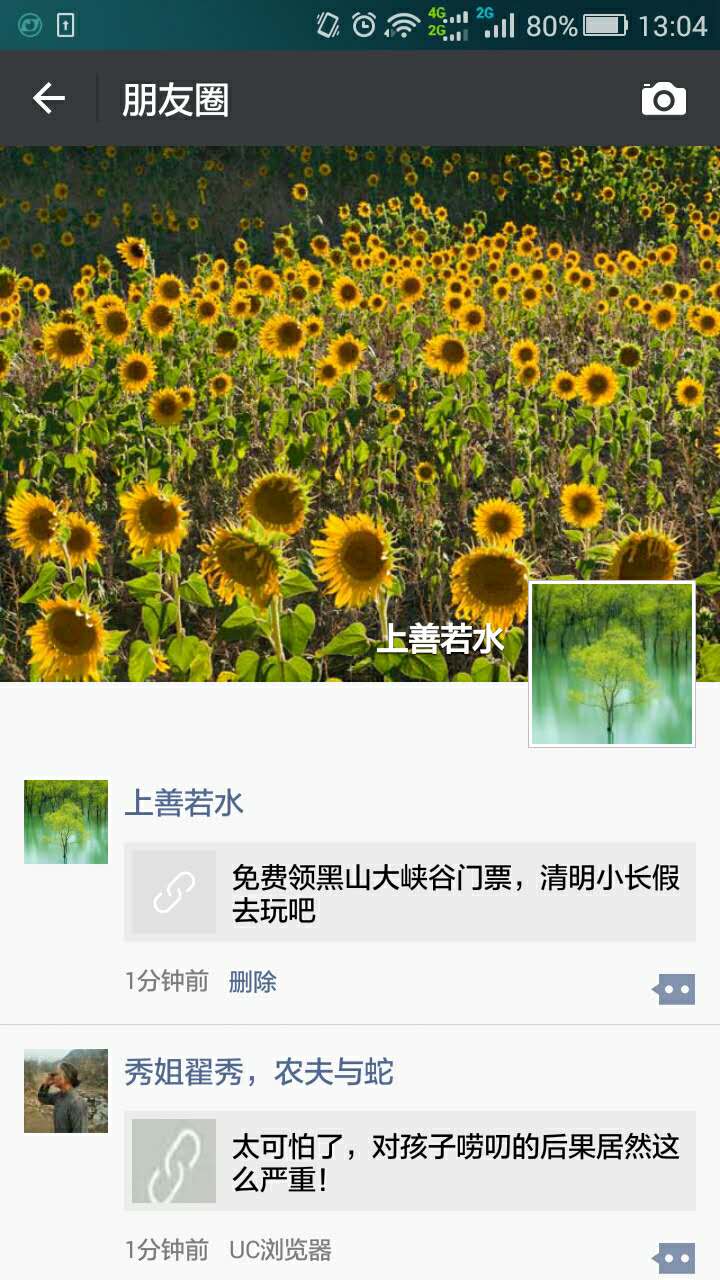 4G
2G
2G
80%
13:04
朋友圈
上善若水
上善若水
免费领黑山大峡谷门票，清明小长假
去玩吧
1分钟前 删除
秀姐翟秀，农夫与蛇
太可怕了，对孩子唠叨的后果居然这
么严重！
1分钟前 UC浏览器